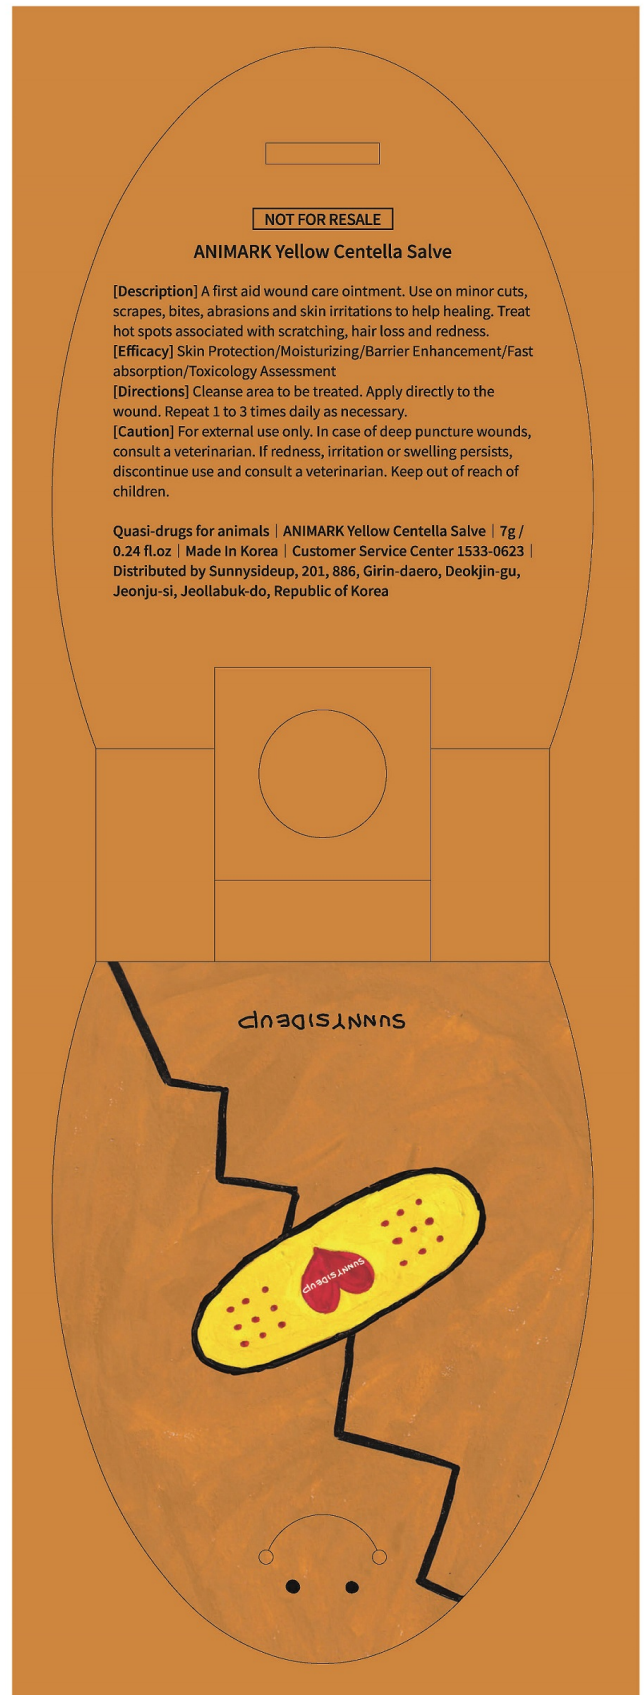 NOT FOR RESALE
ANIMARK Yellow Centella Salve
[Description] A first aid wound care ointment. Use on minor cuts,
scrapes, bites, abrasions and skin irritations to help healing. Treat
hot spots associated with scratching, hair loss and redness.
[Efficacy] Skin Protection/Moisturizing/Barrier Enhancement/Fast
absorption/Toxicology Assessment
[Directions] Cleanse area to be treated. Apply directly to the
wound. Repeat 1 to 3 times daily as necessary.
[Caution] For external use only. In case of deep puncture wounds,
consult a veterinarian. If redness, irritation or swelling persists,
discontinue use and consult a veterinarian. Keep out of reach of
children.
Quasi-drugs for animals | ANIMARK Yellow Centella Salve | 7g /
0.24 fl.oz | Made In Korea | Customer Service Center 1533-0623 |
Distributed by Sunnysideup, 201, 886, Girin-daero, Deokjin-gu,
Jeonju-si, Jeollabuk-do, Republic of Korea
SUNNYSIDEUP
SUNNYSIDEUP